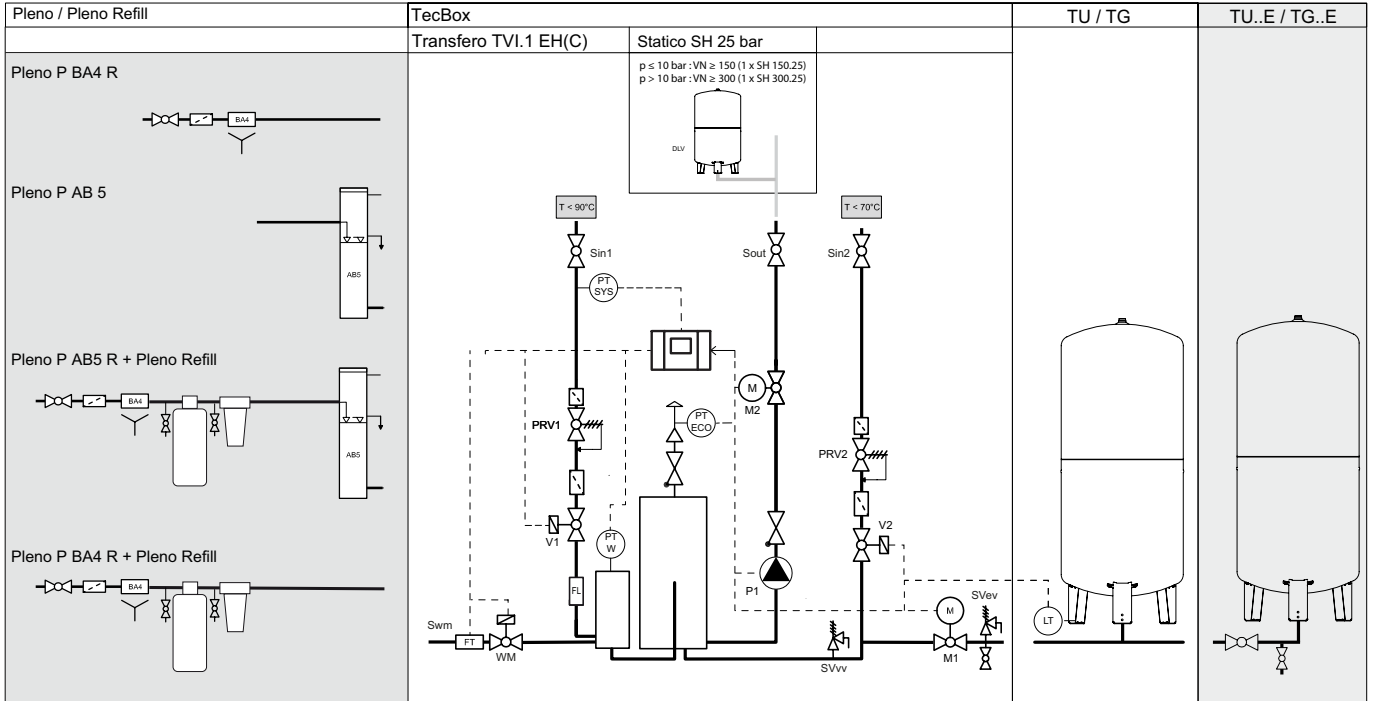 Pleno / Pleno Refill
TecBox
TU / TG
TU..E / TG..E
Transfero TVI.1 EH(C)
Statico SH 25 bar
p ≤ 10 bar : VN ≥ 150 (1 x SH 150.25)
p > 10 bar : VN ≥ 300 (1 x SH 300.25)
DLV
Pleno P BA4 R
BA4
Pleno P AB 5
AB5
Pleno P AB5 R + Pleno Refill
BA4
AB5
Pleno P BA4 R + Pleno Refill
BA4
T < 90°C
T < 70°C
Sin1
Sout
Sin2
PT
SYS
M
M2
PT
ECO
PRV1
PRV2
V1
V2
PT
W
FL
P1
Swm
FT
WM
SVvv
M
M1
SVev
LT